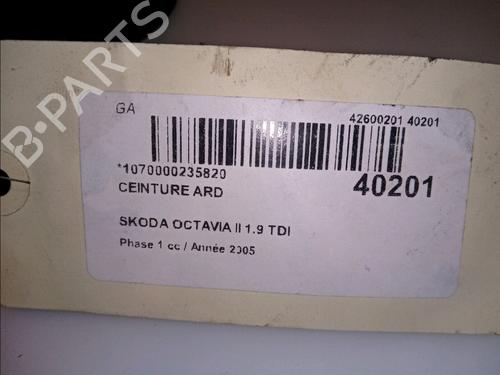 GA
42600201 40201
*1070000235820
40201
CEINTURE ARD
SKODA OCTAVIA II 1.9 TDI
Phase 1 cc / Année 2005
B-PARTS